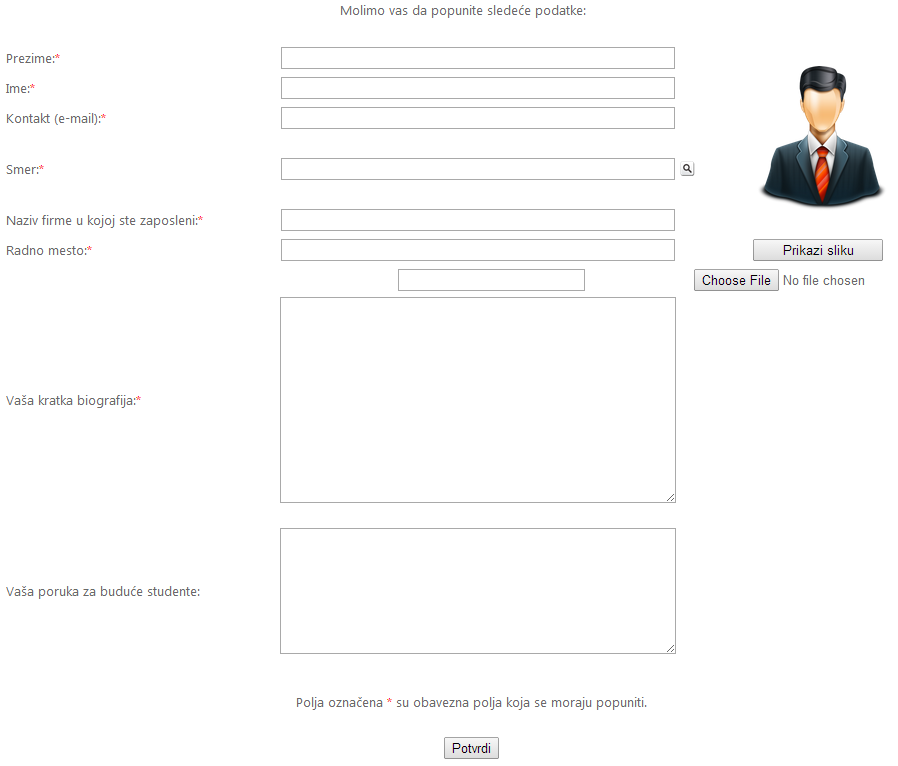 Molimo vas da popunite sledeće podatke:
Prezime:*
Ime:*
Kontakt (e-mail):*
Smer:*
Naziv firme u kojoj ste zaposleni:*
Radno mesto:*
Prikazi sliku
Choose File No file chosen
Vaša kratka biografija:*
Vaša poruka za buduće studente:
Polja označena * su obavezna polja koja se moraju popuniti.
Potvrdi